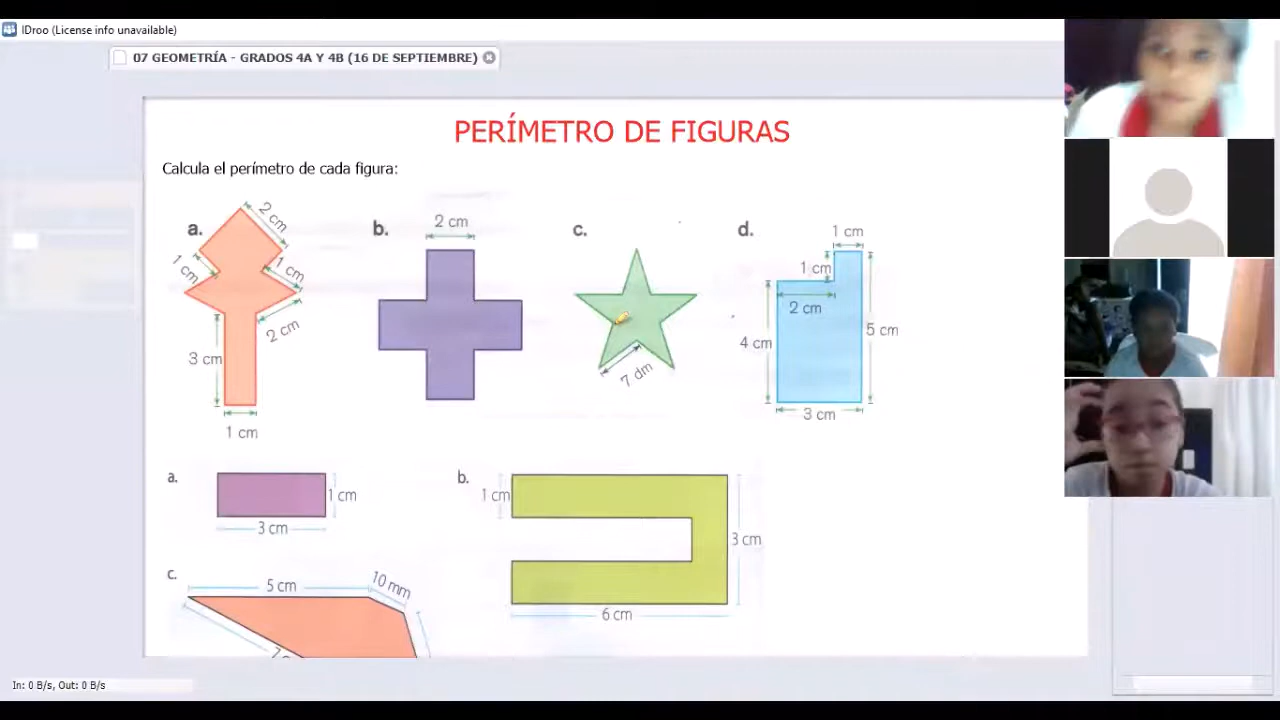 IDroo (License info unavailable)
07 GEOMETRÍA - GRADOS 4A Y 4B (16 DE SEPTIEMBRE)
PERÍMETRO DE FIGURAS
Calcula el perímetro de cada figura:
a.
2 cm
1 cm
1 cm
2 cm
3 cm
1 cm
b.
2 cm
c.
7 dm
d.
1 cm
1 cm
2 cm
4 cm
5 cm
3 cm
a.
1 cm
3 cm
b.
1 cm
3 cm
6 cm
c.
5 cm
10 mm
In: 0 B/s, Out: 0 B/s